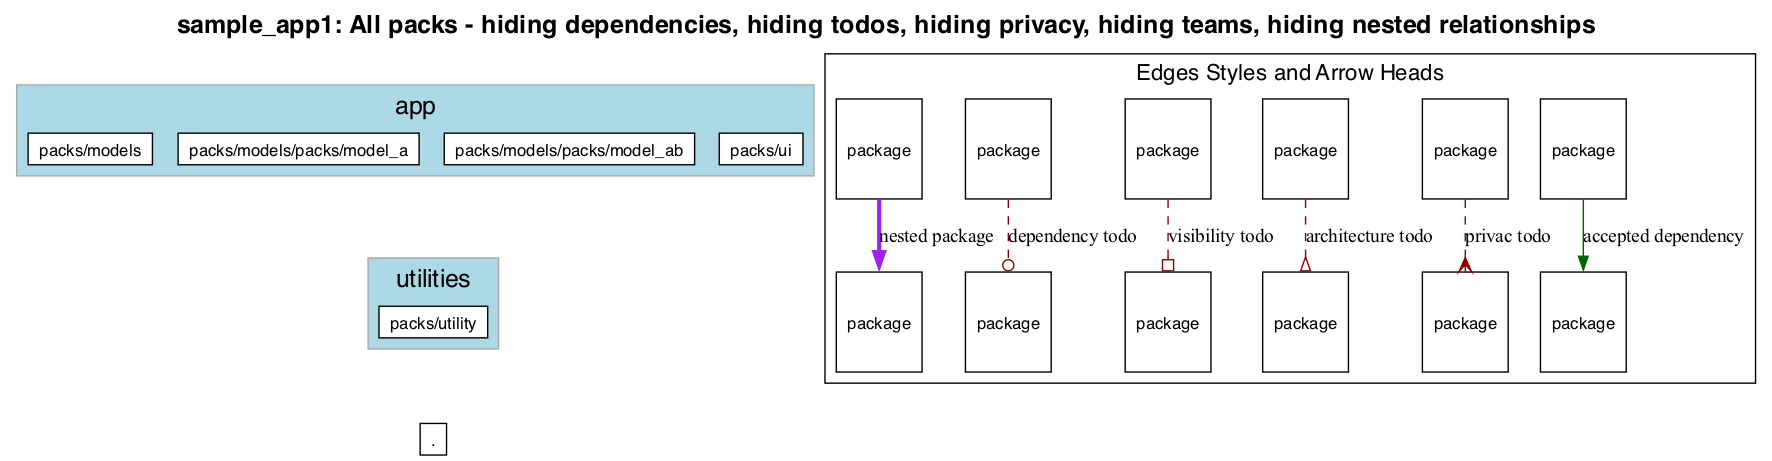 sample_app1: All packs - hiding dependencies, hiding todos, hiding privacy, hiding teams, hiding nested relationships
app
packs/models
packs/models/packs/model_a
packs/models/packs/model_ab
packs/ui
utilities
packs/utility
.
Edges Styles and Arrow Heads
package
package
package
package
package
package
nested package
dependency todo
visibility todo
architecture todo
privac todo
accepted dependency
package
package
package
package
package
package